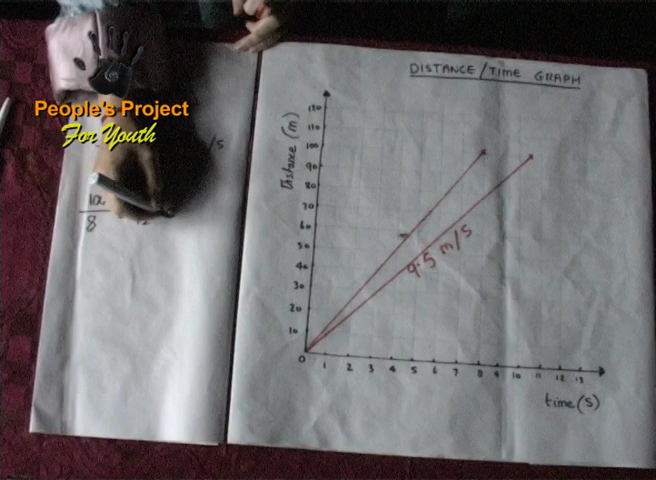 People's Project
For Youth
/s
8
DISTANCE/TIME GRAPH
Distance (m)
120
110
100
90
80
70
60
50
40
30
20
10
0
9.5 m/s
1 2 3 4 5 6 7 8 9 10 11 12 13
time(s)